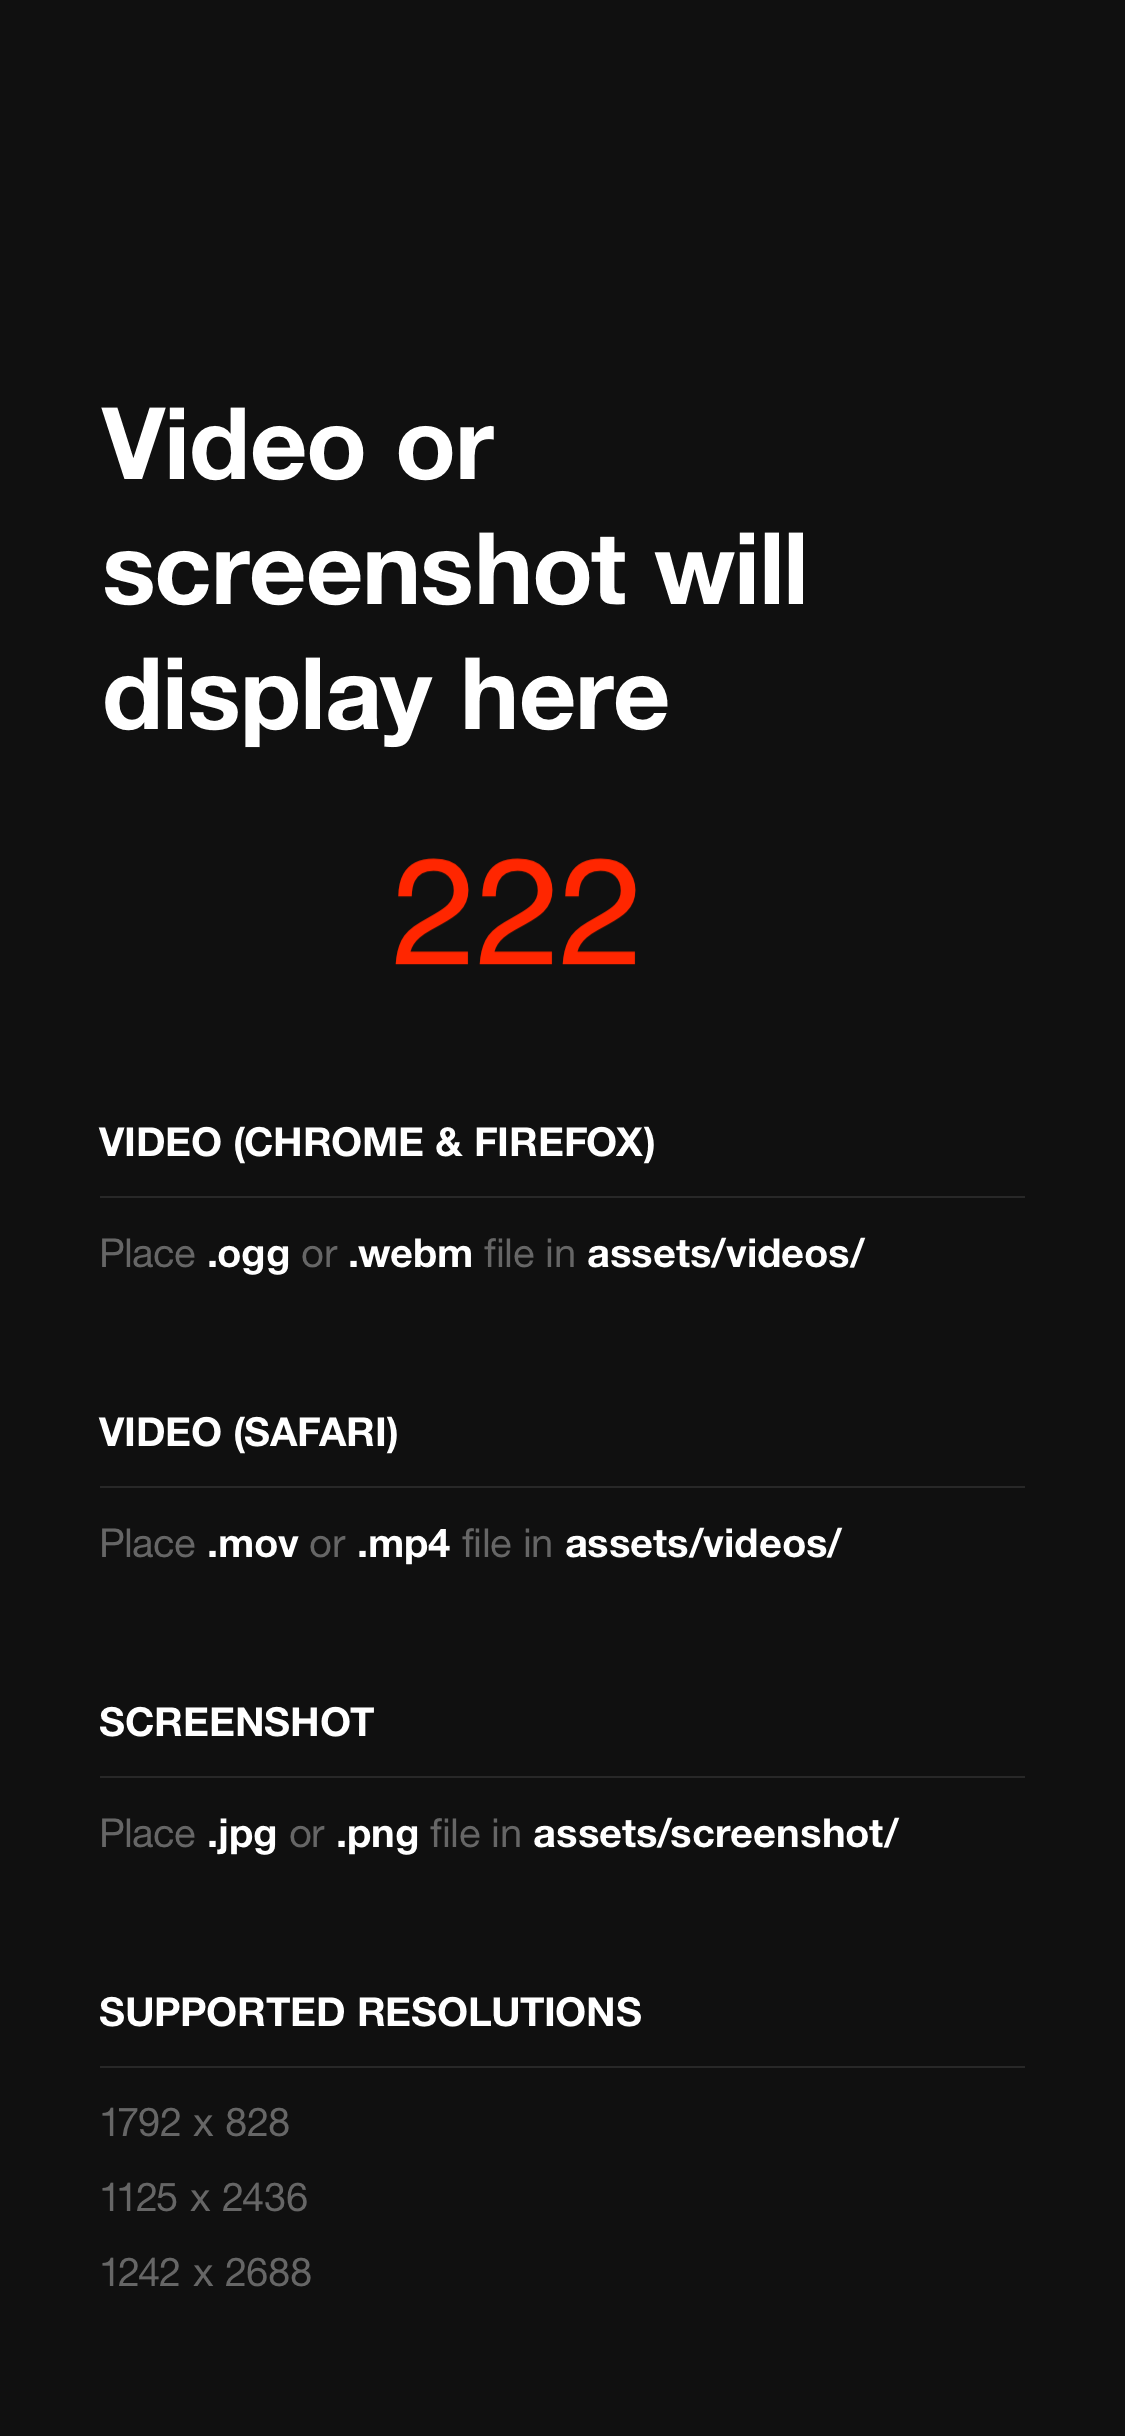 Video or
screenshot will
display here
222
VIDEO (CHROME & FIREFOX)
Place .ogg or .webm file in assets/videos/
VIDEO (SAFARI)
Place .mov or .mp4 file in assets/videos/
SCREENSHOT
Place .jpg or .png file in assets/screenshot/
SUPPORTED RESOLUTIONS
1792 x 828
1125 x 2436
1242 x 2688